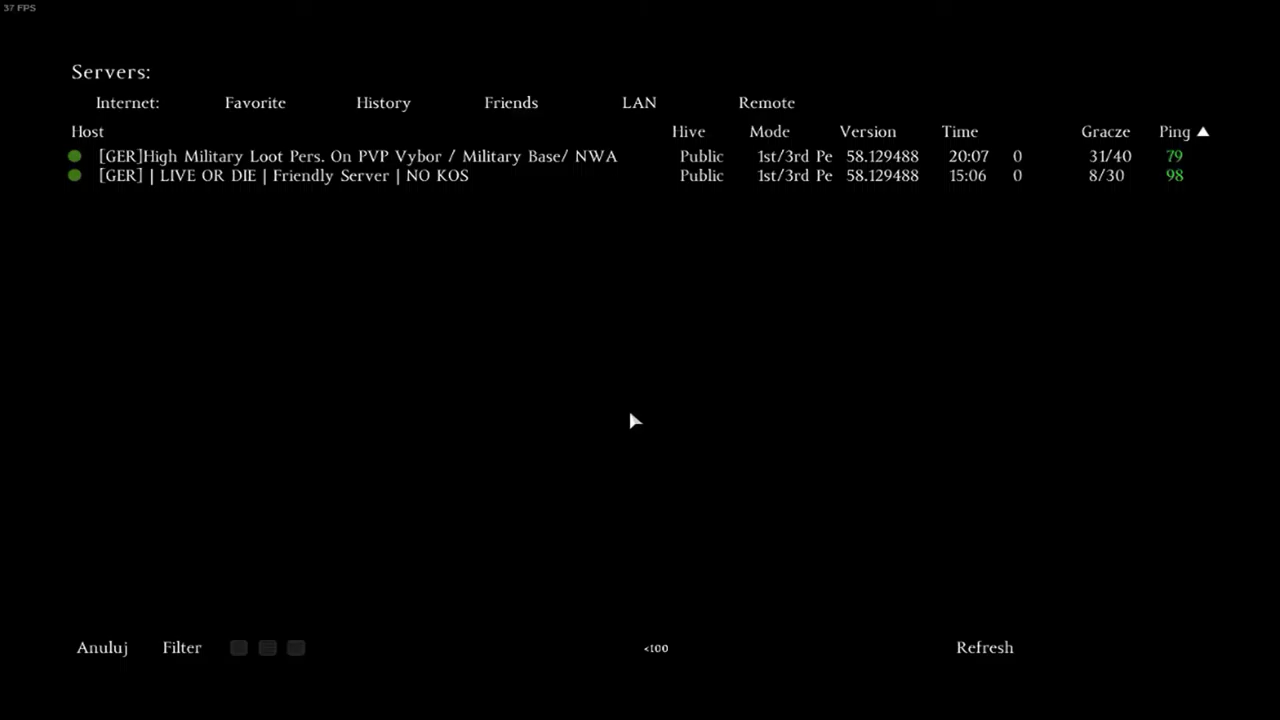 37 FPS
Servers:
Internet: Favorite History Friends LAN Remote
Host Hive Mode Version Time Gracze Ping
[GER]High Military Loot Pers. On PVP Vybor / Military Base/ NWA Public 1st/3rd Pe 58.129488 20:07 0 31/40 79
[GER] | LIVE OR DIE | Friendly Server | NO KOS Public 1st/3rd Pe 58.129488 15:06 0 8/30 98
Anuluj Filter <100 Refresh